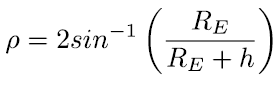 ρ = 2sin⁻¹ (R_E / (R_E + h))